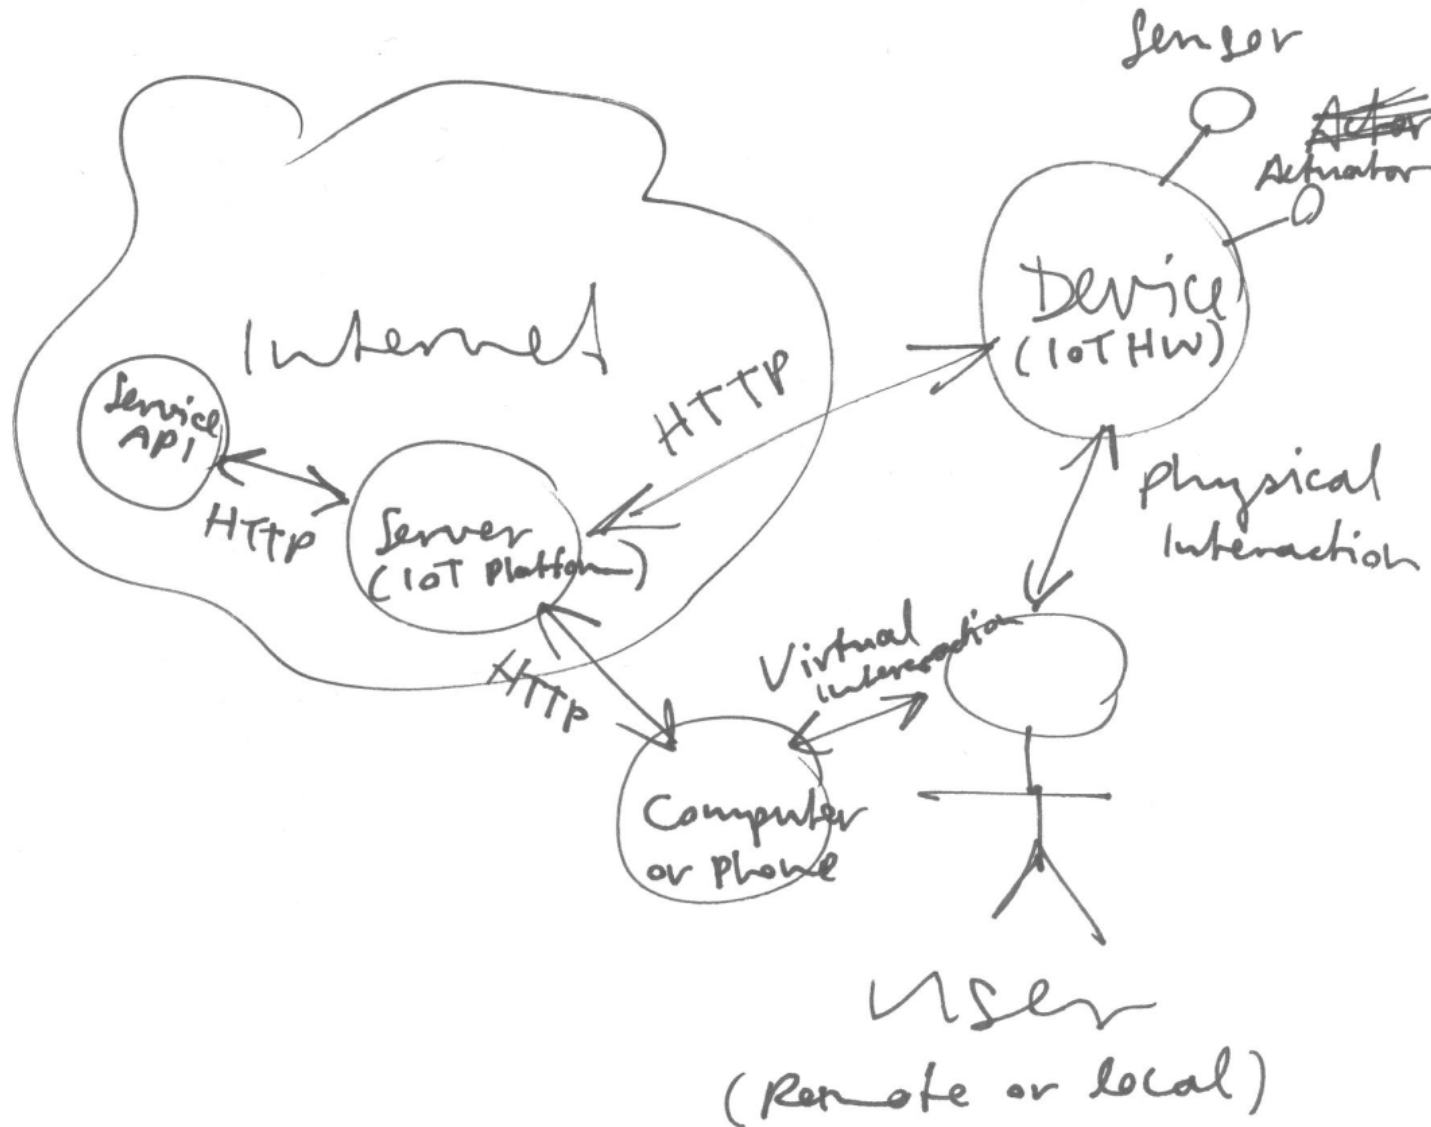 Sensor
Actuator
Device
(IoT HW)
Internet
HTTP
Service
API
HTTP
Server
(IoT Platform)
Physical
Interaction
Virtual
Interaction
HTTP
Computer
or Phone
User
(Remote or local)